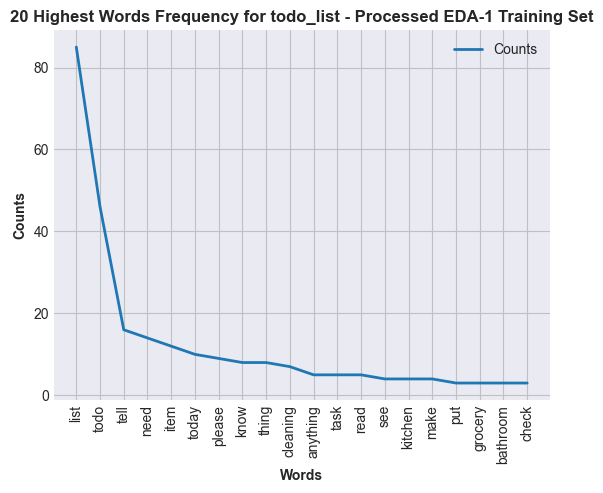 20 Highest Words Frequency for todo_list - Processed EDA-1 Training Set
Counts
80
60
40
20
0
Counts
list
todo
tell
need
item
today
please
know
thing
cleaning
anything
task
read
see
kitchen
make
put
grocery
bathroom
check
Words